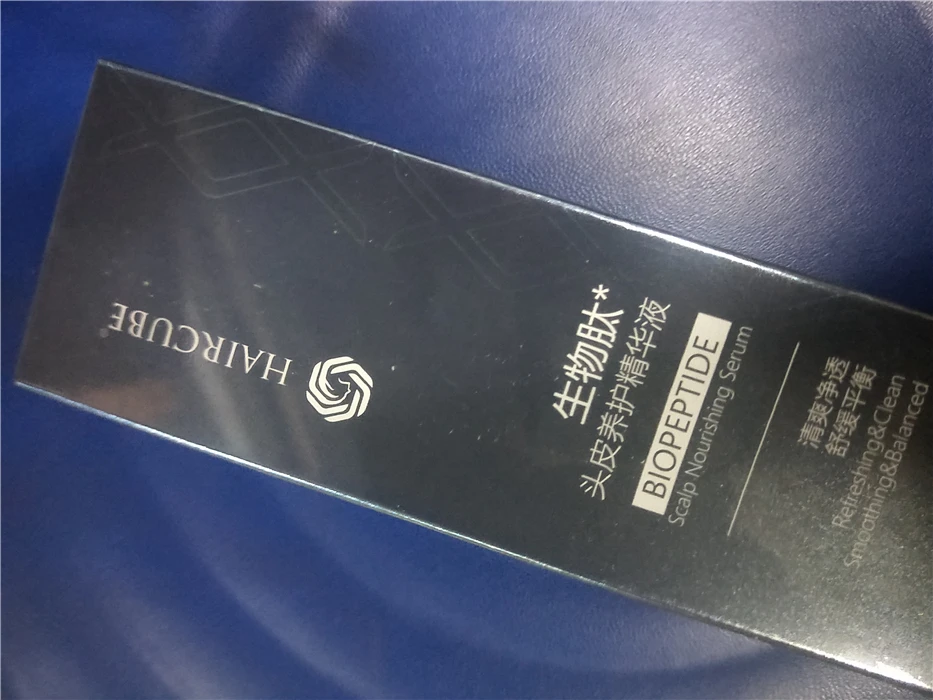 HAIRCUBE®
生物肽*
头皮养护精华液
BIOPEPTIDE
Scalp Nourishing Serum
清爽净透
舒缓平衡
Refreshing&Clean
Smoothing&Balanced